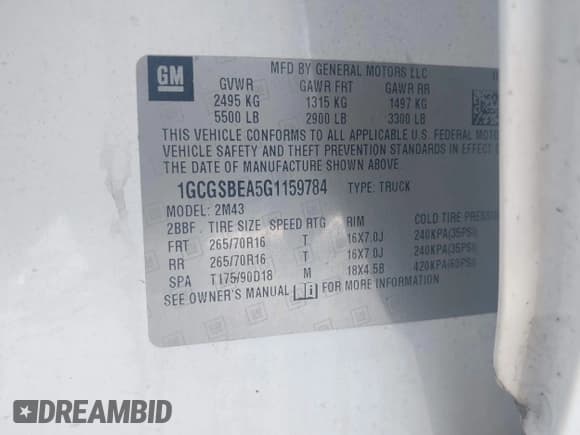 GM
MFD BY GENERAL MOTORS LLC
GVWR GAWR FRT GAWR RR
2495 KG 1315 KG 1497 KG
5500 LB 2900 LB 3300 LB
THIS VEHICLE CONFORMS TO ALL APPLICABLE U.S. FEDERAL MOTO
VEHICLE SAFETY AND THEFT PREVENTION STANDARDS IN EFFECT
THE DATE OF MANUFACTURE SHOWN ABOVE
1GCGSBEA5G1159784 TYPE: TRUCK
MODEL: 2M43
2BBF TIRE SIZE SPEED RTG RIM COLD TIRE PRESSU
FRT 265/70R16 T 16X7.0J 240KPA(35PSI)
RR 265/70R16 T 16X7.0J 240KPA(35PSI)
SPA T175/90D18 M 18X4.5B 420KPA(60PSI)
SEE OWNER'S MANUAL FOR MORE INFORMATION
DREAMBID